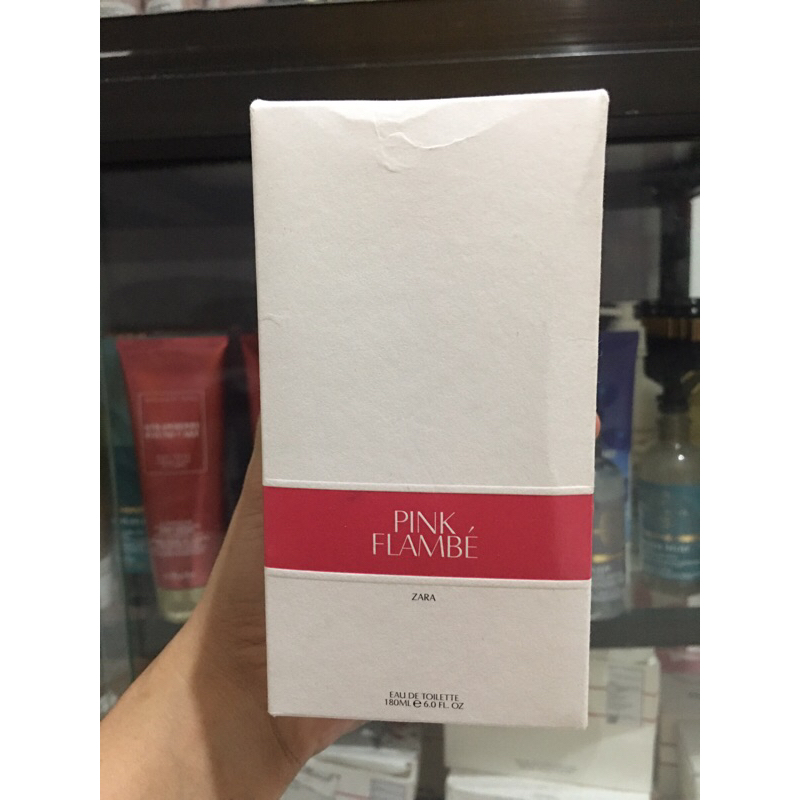 PINK
FLAMBÉ
ZARA
EAU DE TOILETTE
180ML ℮ 6.0 FL. OZ